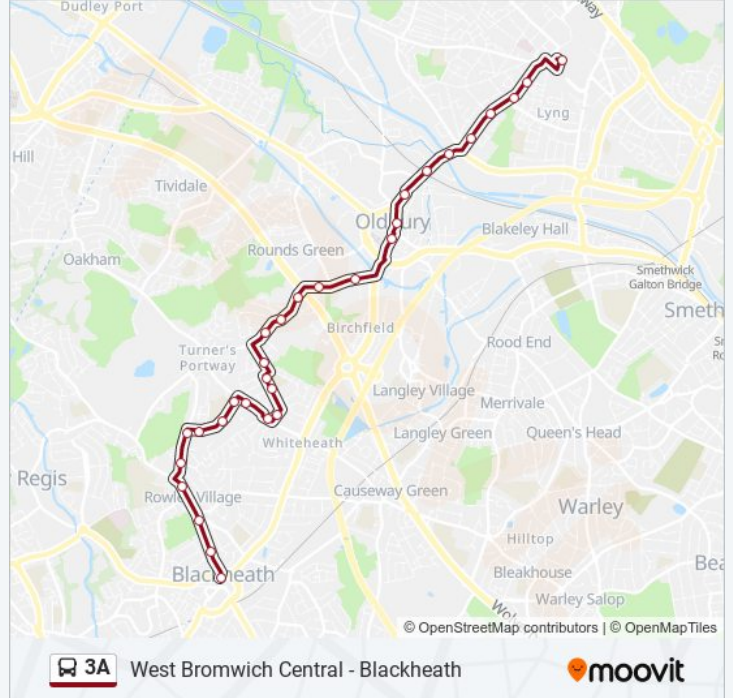 Dudley Port
Lyng
Hill
Tividale
Oldbury
Blakeley Hall
Rounds Green
Oakham
Smethwick
Galton Bridge
Smeth
Birchfield
Rood End
Turner's
Portway
Langley Village
Merrivale
Langley Green
Queen's Head
Whiteheath
Regis
Rowley Village
Causeway Green
Warley
Hilltop
Blackheath
Bleakhouse
Bea
Warley Salop
© OpenStreetMap contributors | © OpenMapTiles
3A West Bromwich Central - Blackheath
moovit